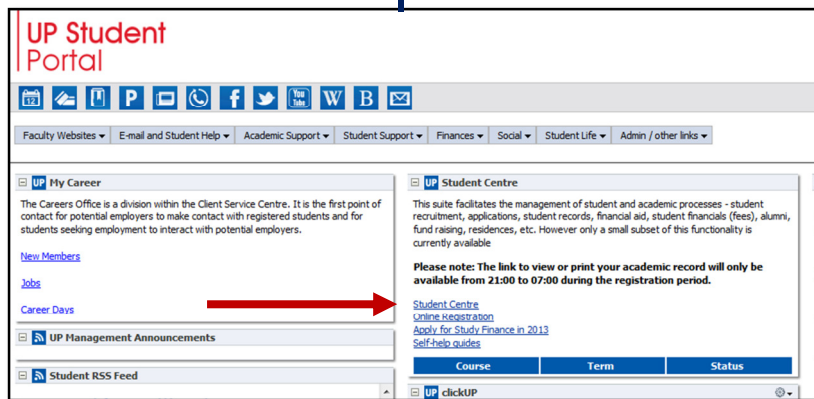 UP Student
Portal
12 P f You Tube W B
Faculty Websites E-mail and Student Help Academic Support Student Support Finances Social Student Life Admin / other links
UP My Career
The Careers Office is a division within the Client Service Centre. It is the first point of
contact for potential employers to make contact with registered students and for
students seeking employment to interact with potential employers.
New Members
Jobs
Career Days
UP Management Announcements
Student RSS Feed
UP Student Centre
This suite facilitates the management of student and academic processes - student
recruitment, applications, student records, financial aid, student financials (fees), alumni,
fund raising, residences, etc. However only a small subset of this functionality is
currently available
Please note: The link to view or print your academic record will only be
available from 21:00 to 07:00 during the registration period.
Student Centre
Online Registration
Apply for Study Finance in 2013
Self-help guides
Course Term Status
UP clickUP